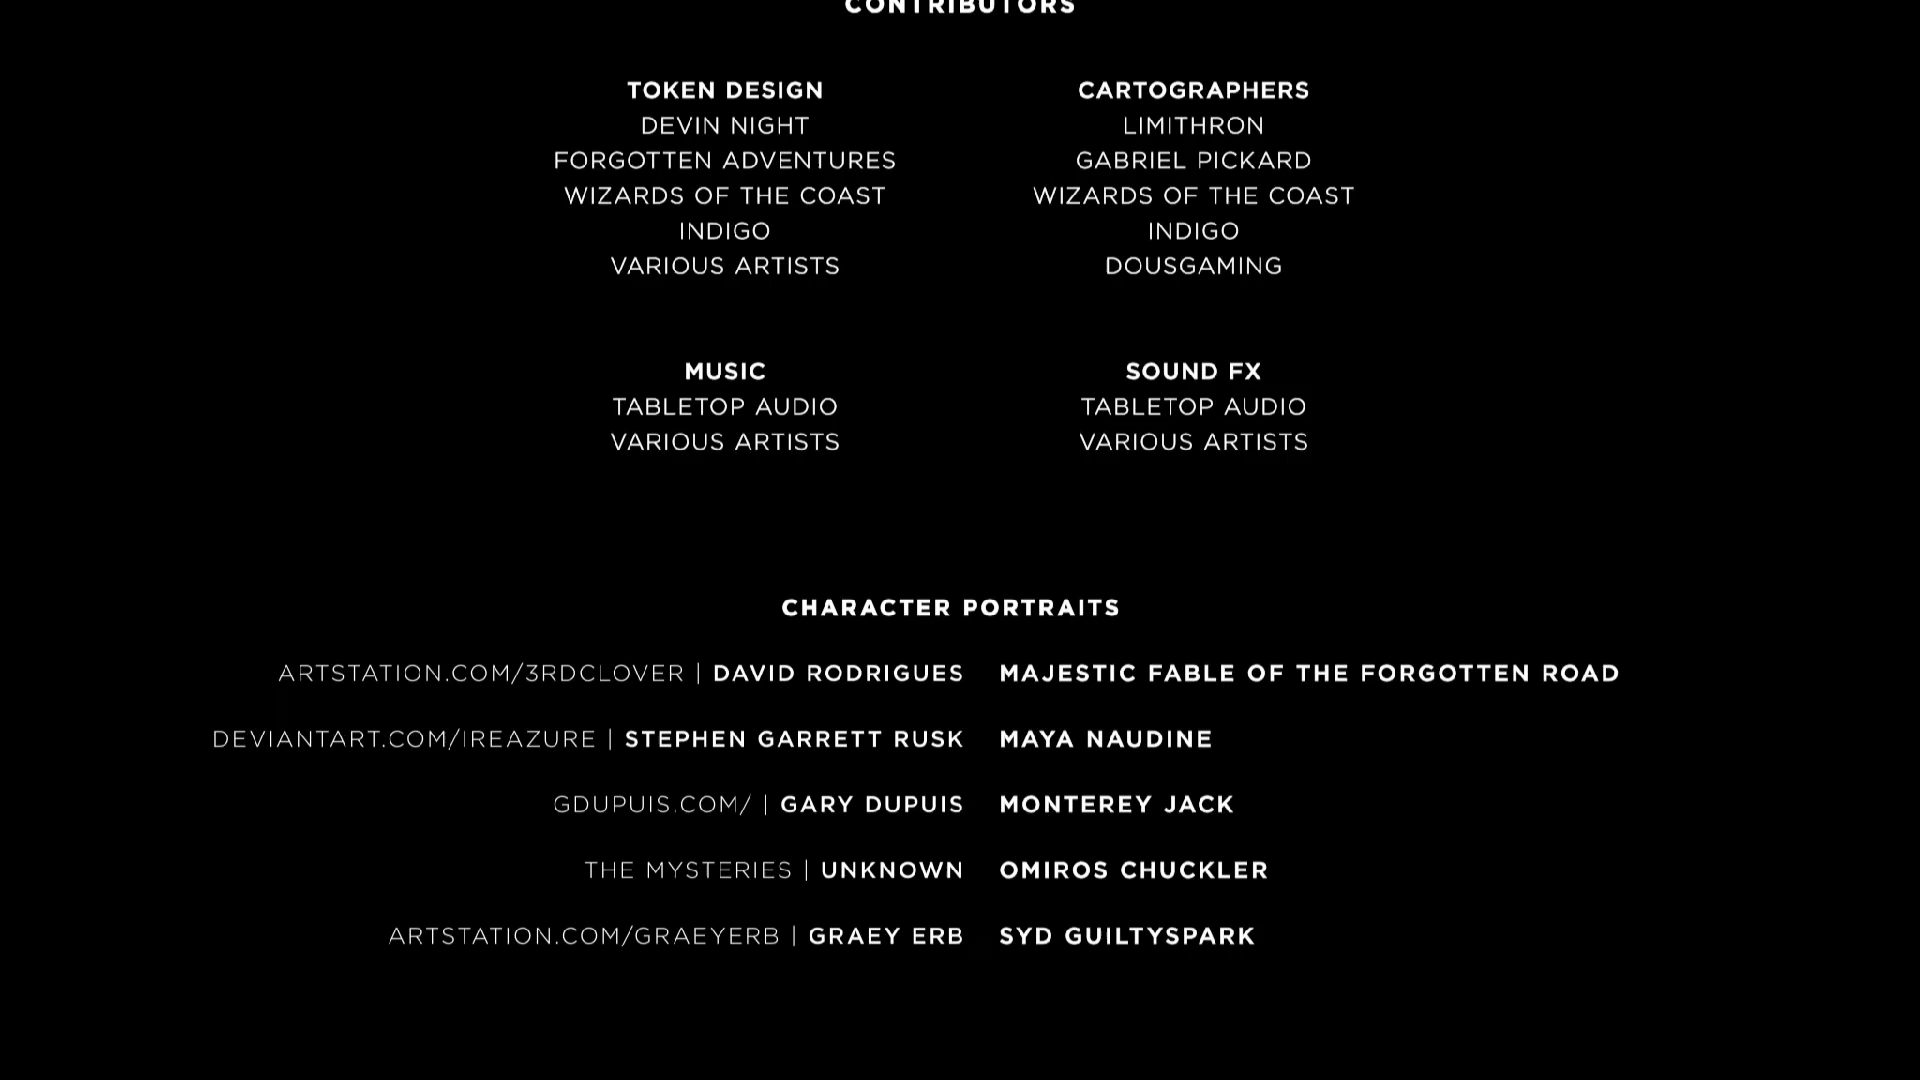 CONTRIBUTORS
TOKEN DESIGN
DEVIN NIGHT
FORGOTTEN ADVENTURES
WIZARDS OF THE COAST
INDIGO
VARIOUS ARTISTS
CARTOGRAPHERS
LIMITHRON
GABRIEL PICKARD
WIZARDS OF THE COAST
INDIGO
DOUSGAMING
MUSIC
TABLETOP AUDIO
VARIOUS ARTISTS
SOUND FX
TABLETOP AUDIO
VARIOUS ARTISTS
CHARACTER PORTRAITS
ARTSTATION.COM/3RDCLOVER | DAVID RODRIGUES MAJESTIC FABLE OF THE FORGOTTEN ROAD
DEVIANTART.COM/IREAZURE | STEPHEN GARRETT RUSK MAYA NAUDINE
GDUPUIS.COM/ | GARY DUPUIS MONTEREY JACK
THE MYSTERIES | UNKNOWN OMIROS CHUCKLER
ARTSTATION.COM/GRAEYERB | GRAEY ERB SYD GUILTYSPARK